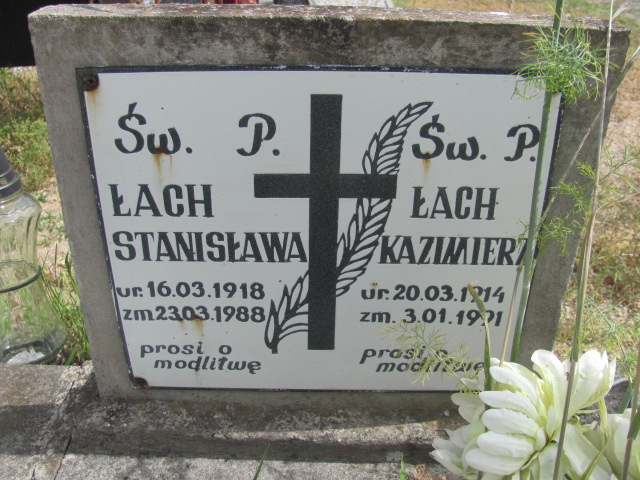 Św. P.
ŁACH
STANISŁAWA
ur. 16.03.1918
zm. 23.03.1988
prosi o
modlitwę
Św. P.
ŁACH
KAZIMIERZ
ur. 20.03.1914
zm. 3.01.1991
prosi o
modlitwę